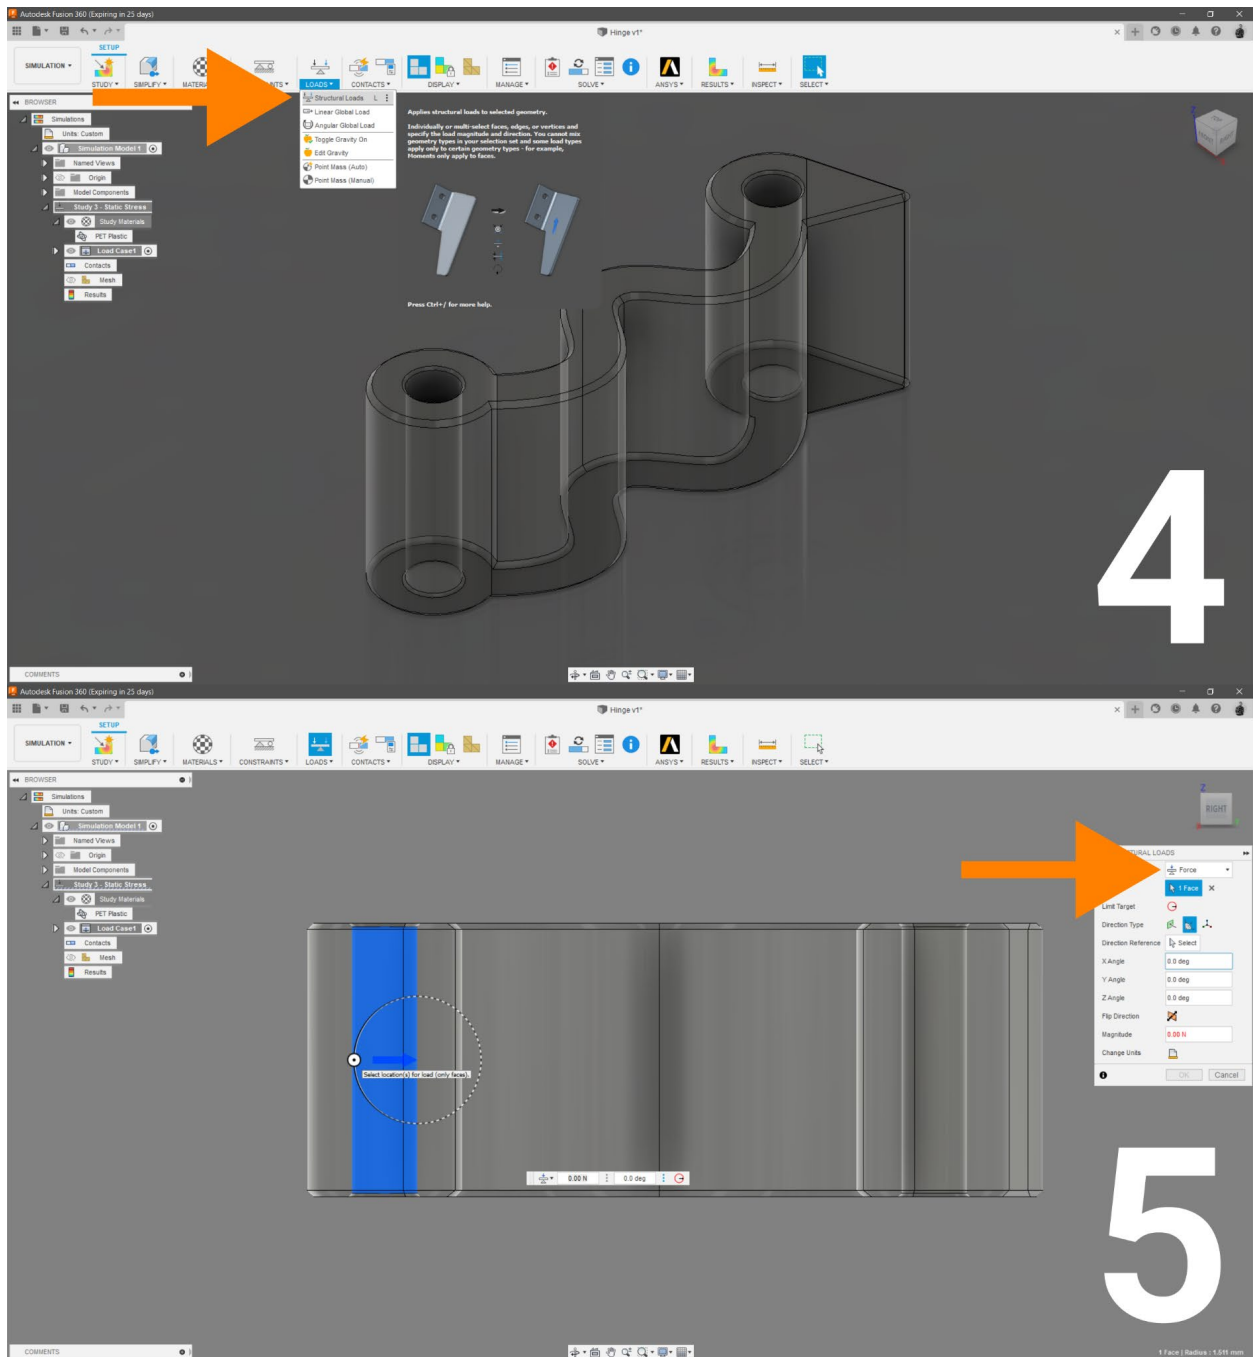 Autodesk Fusion 360 (Expiring in 25 days)
Hinge v1*
SETUP
SIMULATION
STUDY
SIMPLIFY
LOADS
CONTACTS
DISPLAY
MANAGE
SOLVE
ANSYS
RESULTS
INSPECT
SELECT
BROWSER
Simulations
Units: Custom
Simulation Model 1
Named Views
Origin
Model Components
Study 3 - Static Stress
Study Materials
PET Plastic
Load Case1
Contacts
Mesh
Results
Structural Loads L
Linear Global Load
Angular Global Load
Toggle Gravity On
Edit Gravity
Point Mass (Auto)
Point Mass (Manual)
Applies structural loads to selected geometry.
Individually or multi-select faces, edges, or vertices and
specify the load magnitude and direction. You cannot mix
geometry types in your selection set and some load types
apply only to certain geometry types - for example,
Moments only apply to faces.
Press Ctrl+/ for more help.
4
COMMENTS
Autodesk Fusion 360 (Expiring in 25 days)
Hinge v1*
SETUP
SIMULATION
STUDY
SIMPLIFY
MATERIALS
CONSTRAINTS
LOADS
CONTACTS
DISPLAY
MANAGE
SOLVE
ANSYS
RESULTS
INSPECT
SELECT
BROWSER
Simulations
Units: Custom
Simulation Model 1
Named Views
Origin
Model Components
Study 3 - Static Stress
Study Materials
PET Plastic
Load Case1
Contacts
Mesh
Results
Z
RIGHT
LOADS
Force
1 Face
Limit Target
Direction Type
Direction Reference Select
X Angle 0.0 deg
Y Angle 0.0 deg
Z Angle 0.0 deg
Flip Direction
Magnitude 0.00 N
Change Units
OK Cancel
Select location(s) for load (only faces).
0.00 N 0.0 deg
5
COMMENTS
1 Face | Radius : 1.511 mm